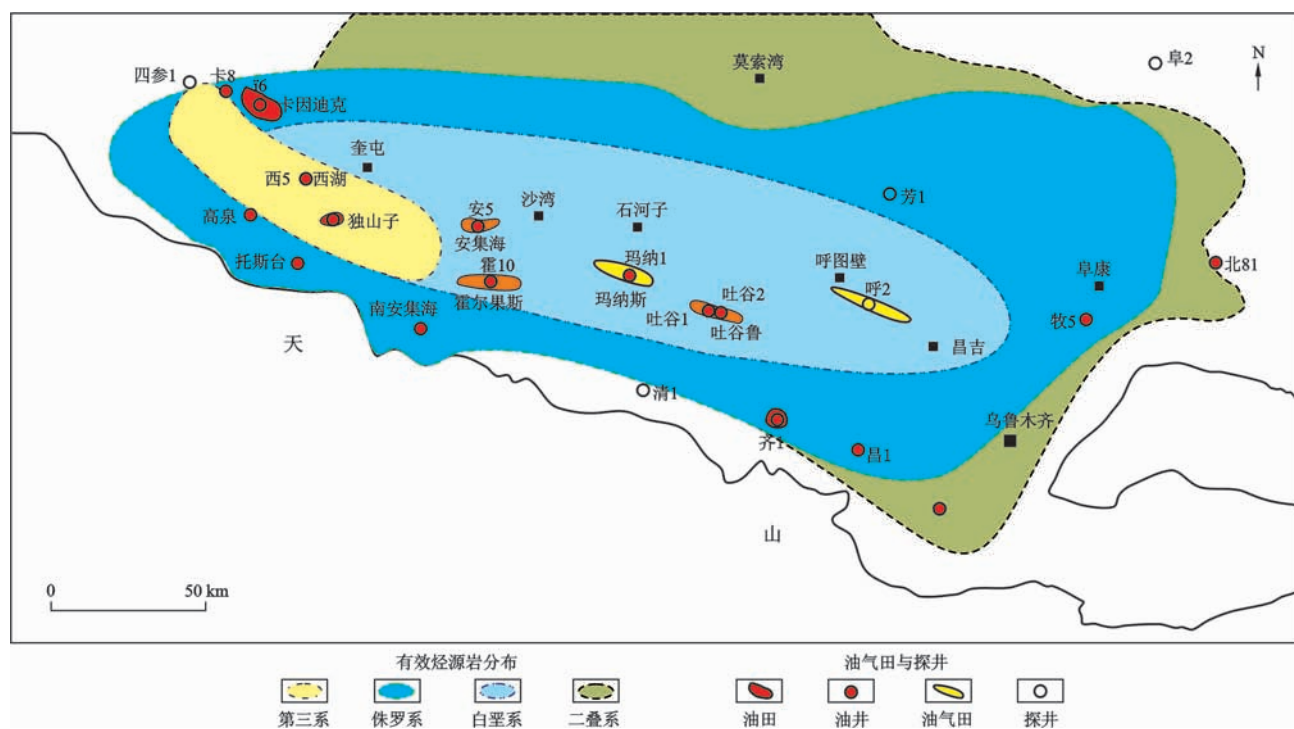 莫索湾
阜2
N
四参1
卡8
卡因迪克
奎屯
西5
西湖
沙湾
石河子
芳1
高泉
独山子
安5
安集海
托斯台
霍10
霍尔果斯
玛纳1
玛纳斯
呼图壁
呼2
阜康
北81
南安集海
吐谷1
吐谷2
吐谷鲁
牧5
昌吉
天
清1
齐1
昌1
乌鲁木齐
山
0
50 km
有效烃源岩分布
油气田与探井
第三系
侏罗系
白垩系
二叠系
油田
油井
油气田
探井